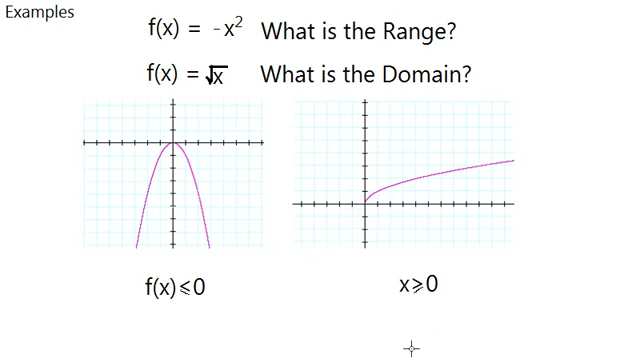 Examples
f(x) = -x² What is the Range?
f(x) = √x What is the Domain?
f(x)⩽0
x⩾0